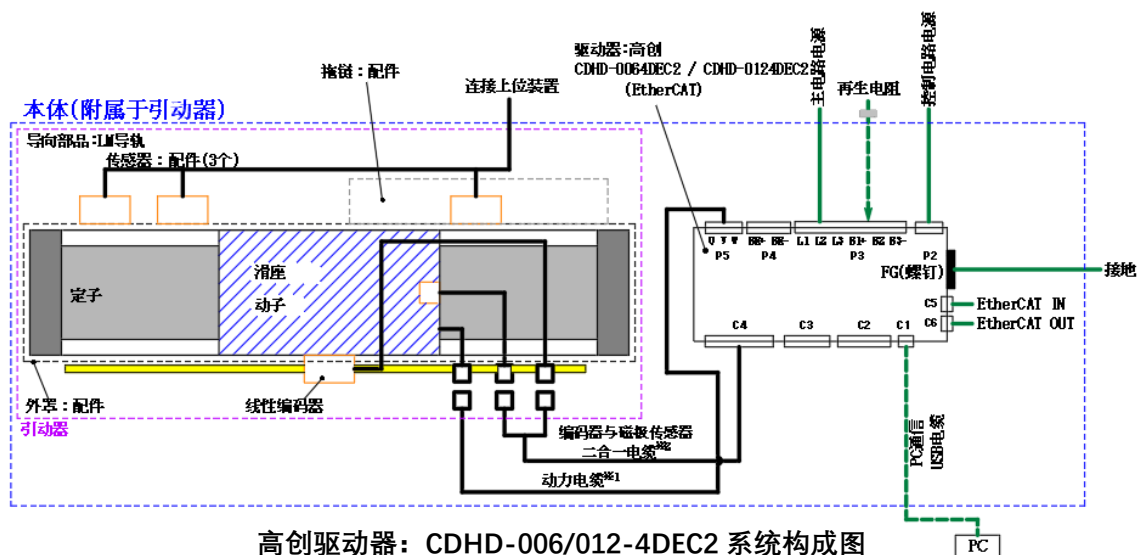 驱动器:高创
CDHD-0064DEC2 / CDHD-0124DEC2
(EtherCAT)
主电路电源
再生电阻
控制电路电源
拖链：配件
连接上位装置
本体(附属于引动器)
导向部品:LM导轨
传感器：配件(3个)
U V W
BR+ BR-
L1 L2 L3 B1+ B2 B3-
P5
P4
P3
P2
FG(螺钉)
接地
滑座
定子
动子
C5
EtherCAT IN
C6
EtherCAT OUT
C4
C3
C2
C1
外罩：配件
线性编码器
引动器
编码器与磁极传感器
二合一电缆※2
动力电缆※1
PC通信
USB电缆
高创驱动器：CDHD-006/012-4DEC2 系统构成图
PC